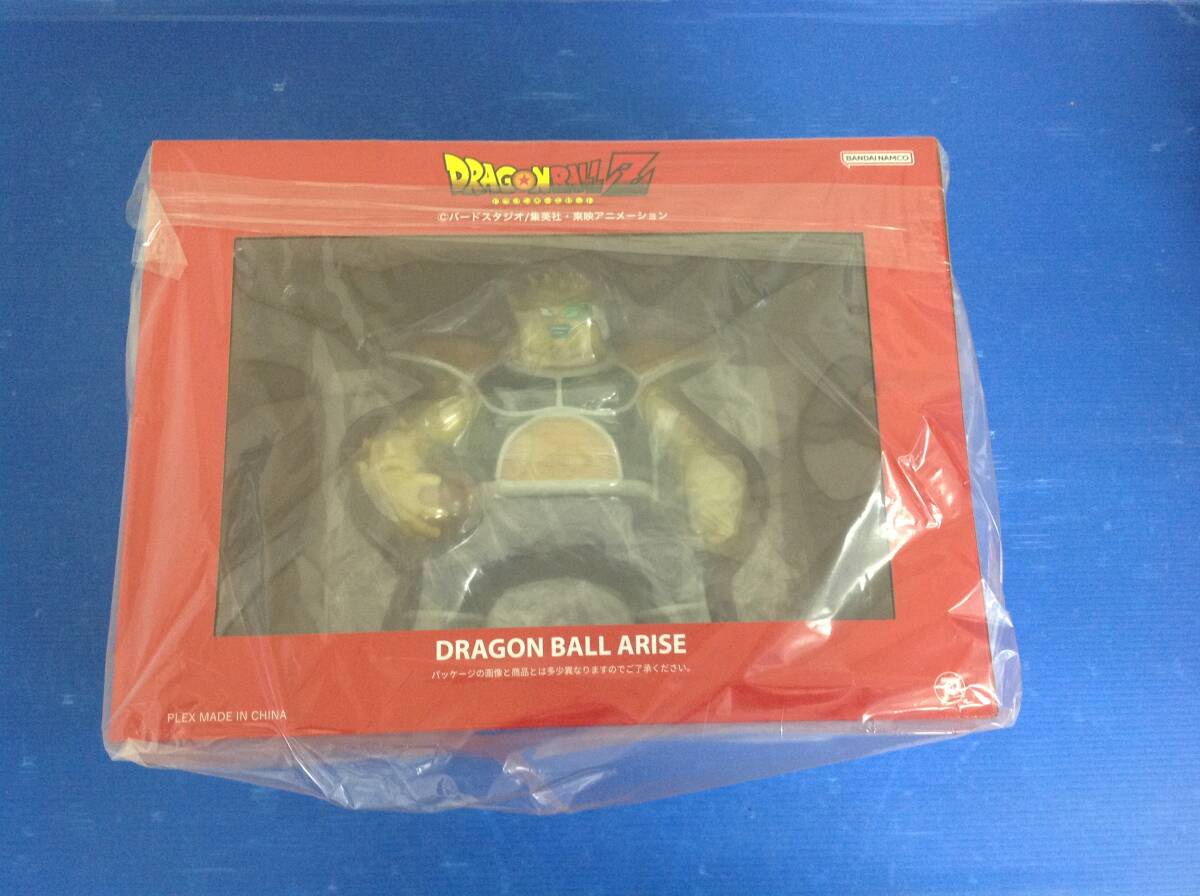 DRAGONBALL Z
BANDAI NAMCO
©バードスタジオ/集英社・東映アニメーション
DRAGON BALL ARISE
パッケージの画像と商品とは多少異なりますのでご了承ください。
PLEX MADE IN CHINA